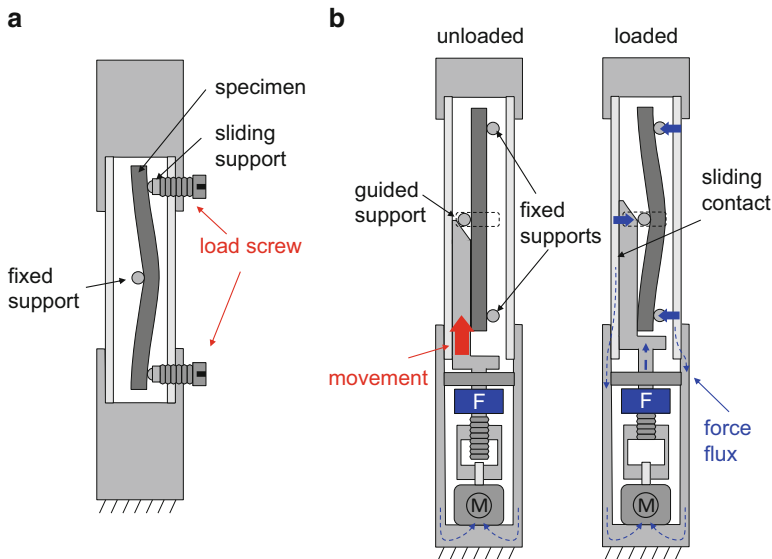 a
specimen
sliding
support
load screw
fixed
support
b
unloaded
loaded
guided
support
fixed
supports
sliding
contact
movement
F
F
force
flux
M
M